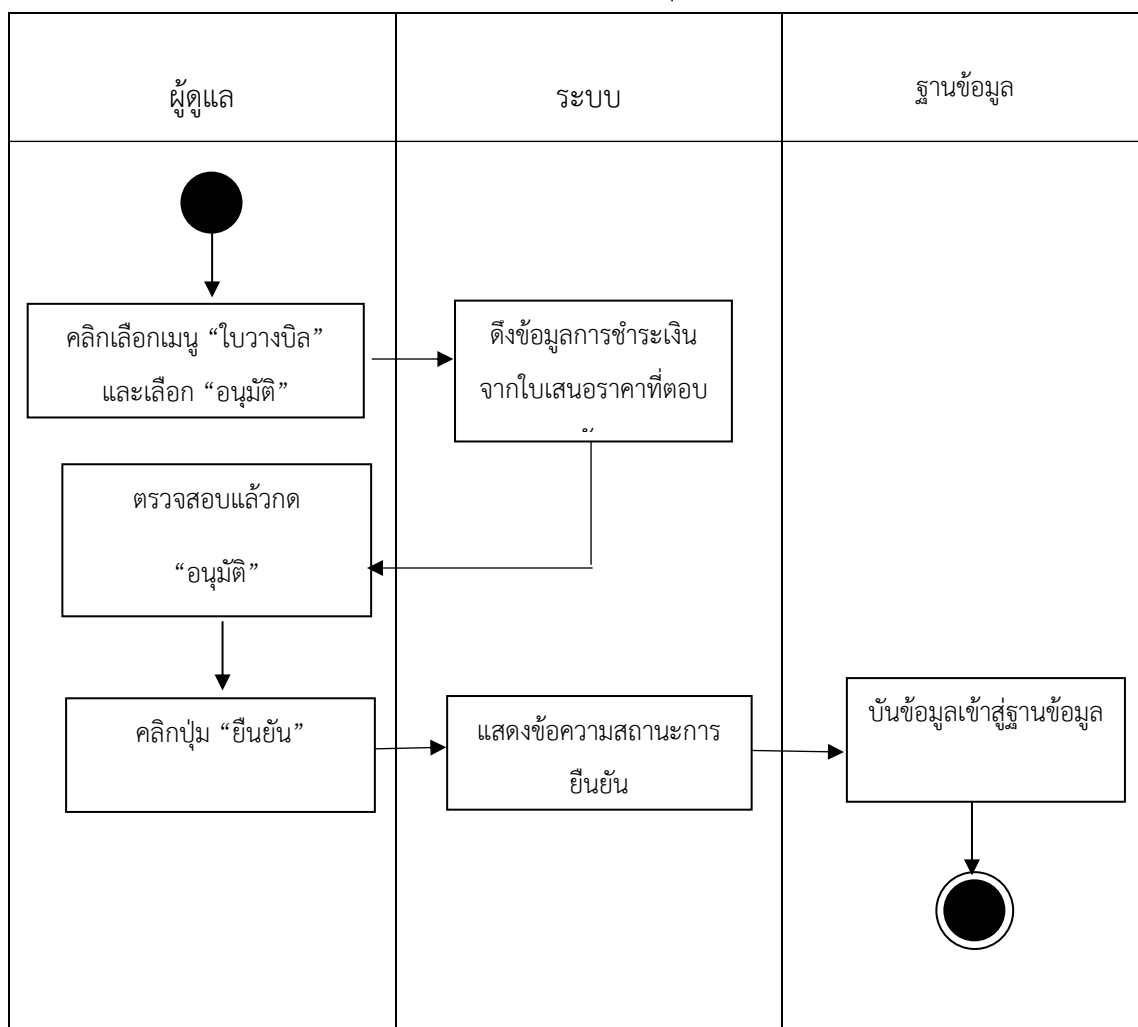 ผู้ดูแล
ระบบ
ฐานข้อมูล
คลิกเลือกเมนู “ใบวางบิล”
และเลือก “อนุมัติ”
ดึงข้อมูลการชำระเงิน
จากใบเสนอราคาที่ตอบ
ตรวจสอบแล้วกด
“อนุมัติ”
คลิกปุ่ม “ยืนยัน”
แสดงข้อความสถานะการ
ยืนยัน
บันข้อมูลเข้าสู่ฐานข้อมูล